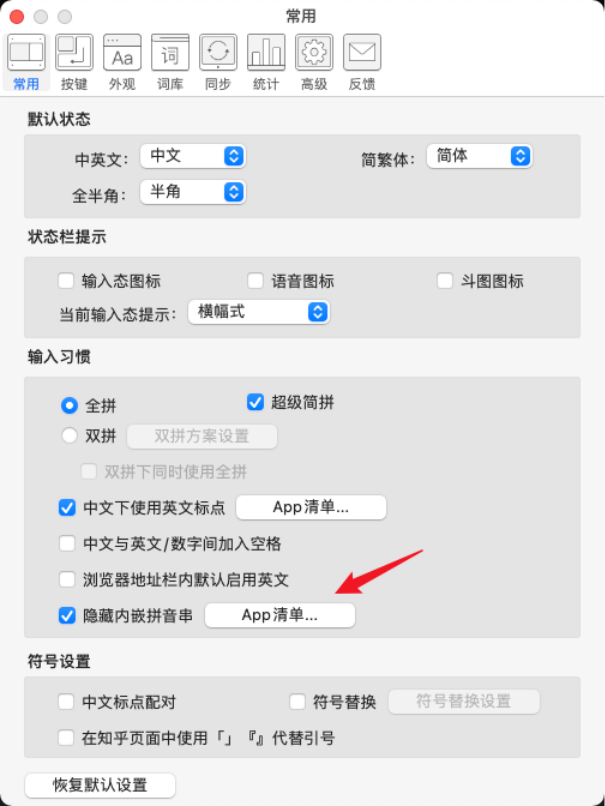 常用
Aa 词
常用 按键 外观 词库 同步 统计 高级 反馈
默认状态
中英文： 中文 简繁体： 简体
全半角： 半角
状态栏提示
输入态图标 语音图标 斗图图标
当前输入态提示： 横幅式
输入习惯
全拼 超级简拼
双拼 双拼方案设置
双拼下同时使用全拼
中文下使用英文标点 App清单...
中文与英文/数字间加入空格
浏览器地址栏内默认启用英文
隐藏内嵌拼音串 App清单...
符号设置
中文标点配对 符号替换 符号替换设置
在知乎页面中使用「」『』代替引号
恢复默认设置